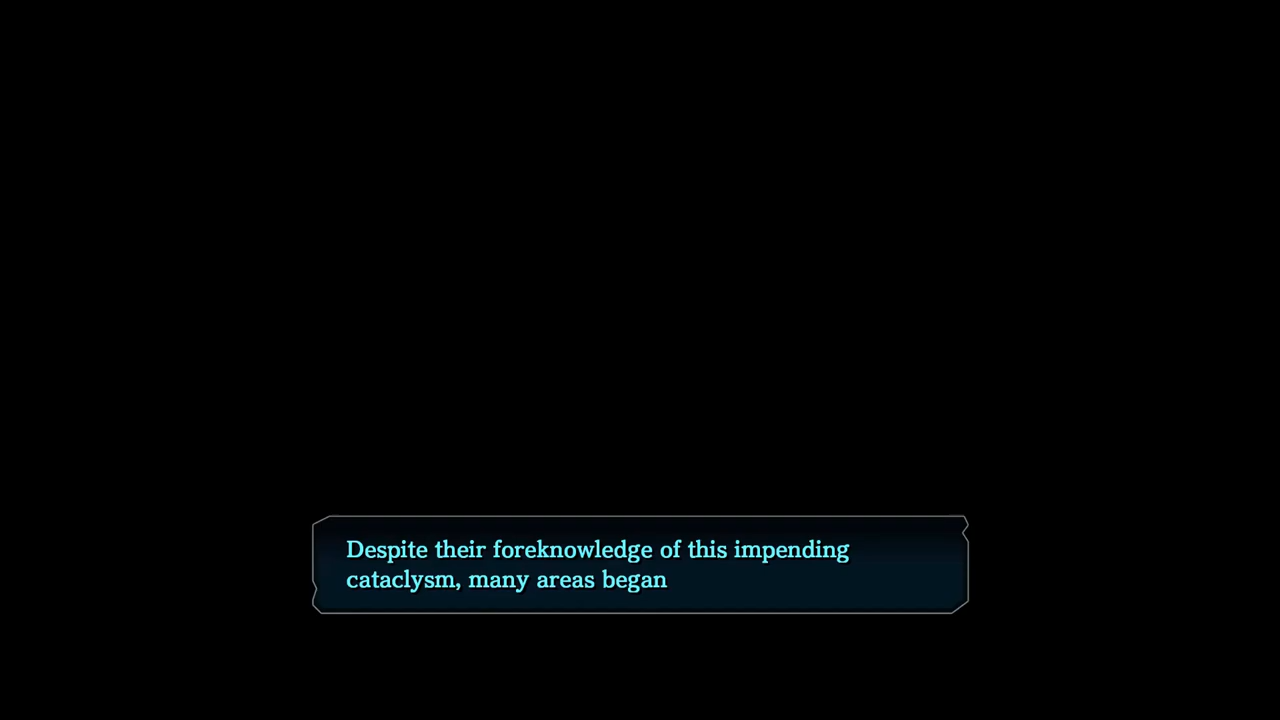 Despite their foreknowledge of this impending
cataclysm, many areas began